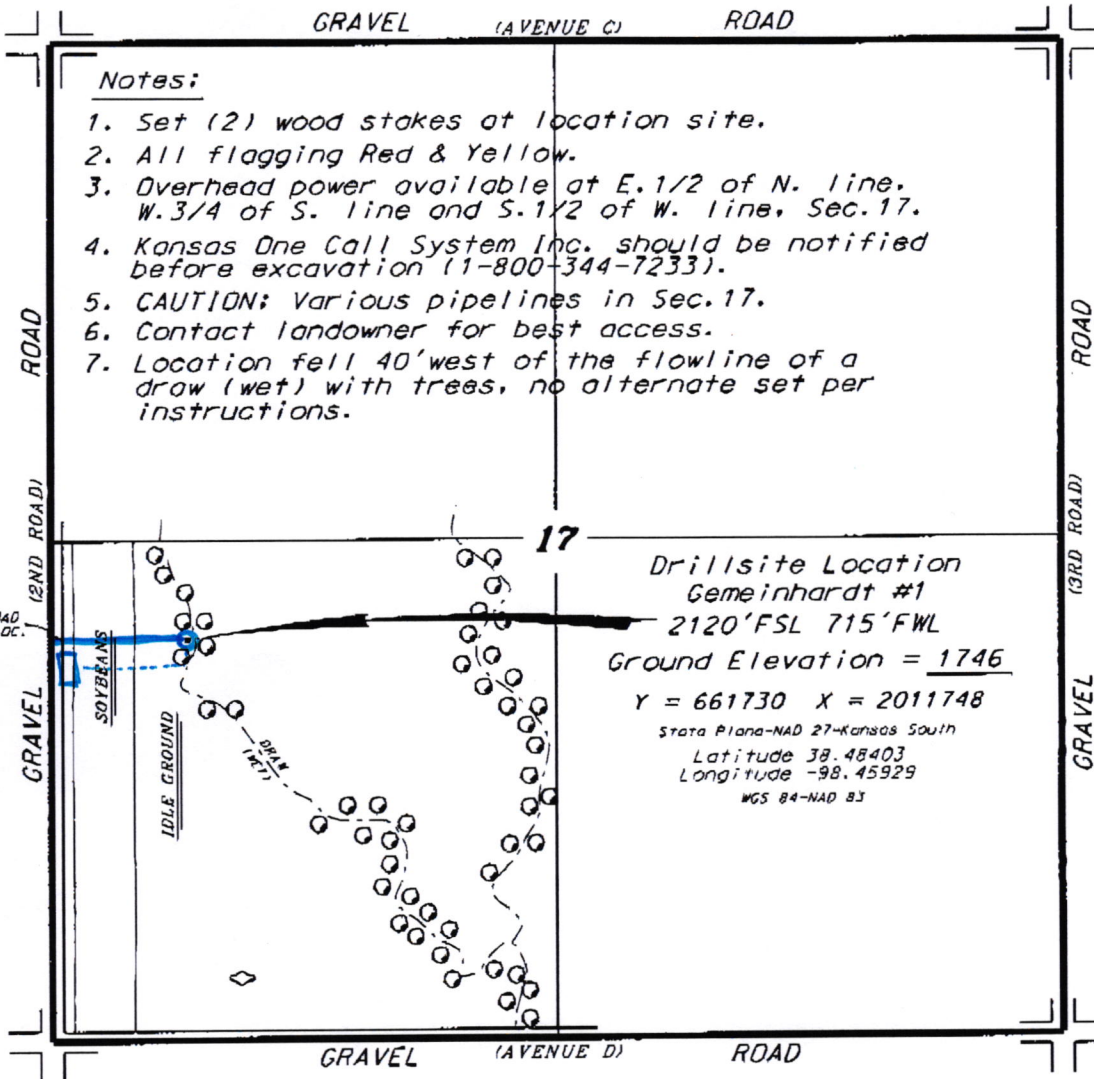 GRAVEL (AVENUE C) ROAD
Notes:
1. Set (2) wood stakes at location site.
2. All flagging Red & Yellow.
3. Overhead power available at E.1/2 of N. line,
W.3/4 of S. line and S.1/2 of W. line, Sec.17.
4. Kansas One Call System Inc. should be notified
before excavation (1-800-344-7233).
5. CAUTION: Various pipelines in Sec.17.
6. Contact landowner for best access.
7. Location fell 40'west of the flowline of a
draw (wet) with trees, no alternate set per
instructions.
ROAD
(2ND ROAD)
GRAVEL
ROAD
(3RD ROAD)
GRAVEL
17
Drillsite Location
Gemeinhardt #1
2120'FSL 715'FWL
Ground Elevation = 1746
Y = 661730 X = 2011748
State Plane-NAD 27-Kansas South
Latitude 38.48403
Longitude -98.45929
WGS 84-NAD 83
SOYBEANS
IDLE GROUND
DRAW
(WET)
GRAVEL (AVENUE D) ROAD